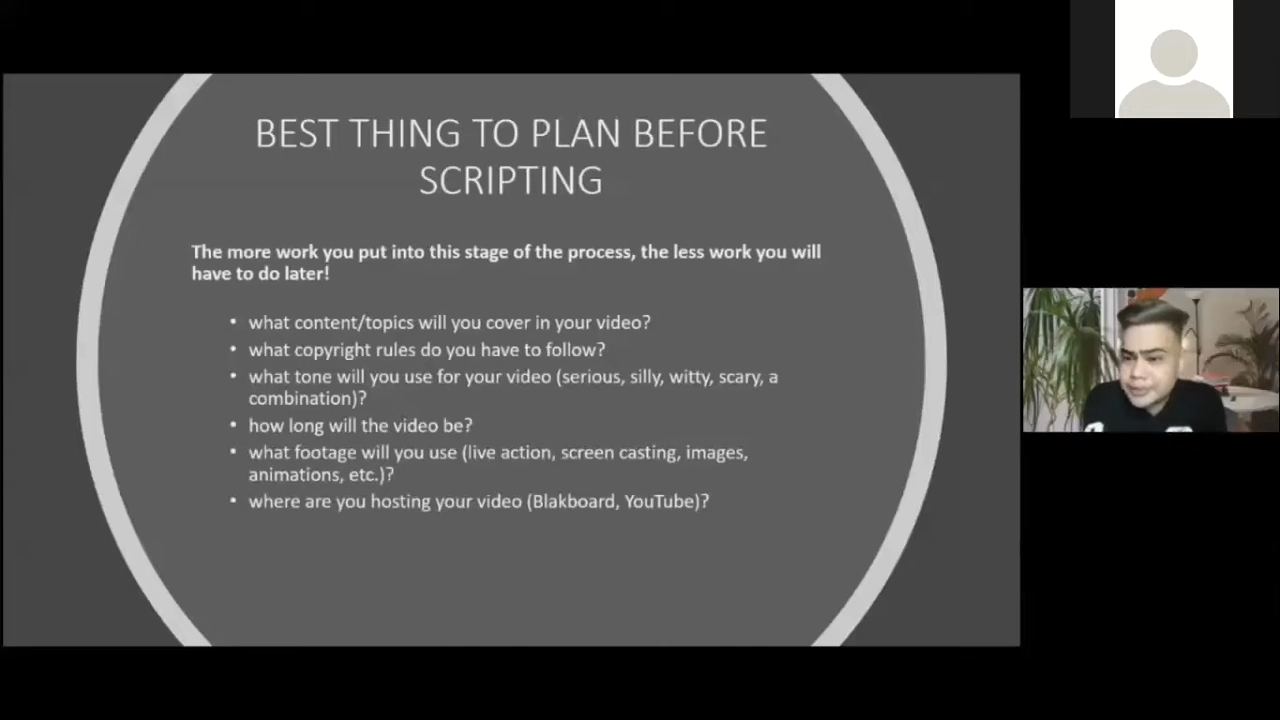 BEST THING TO PLAN BEFORE
SCRIPTING
The more work you put into this stage of the process, the less work you will
have to do later!
• what content/topics will you cover in your video?
• what copyright rules do you have to follow?
• what tone will you use for your video (serious, silly, witty, scary, a
combination)?
• how long will the video be?
• what footage will you use (live action, screen casting, images,
animations, etc.)?
• where are you hosting your video (Blakboard, YouTube)?